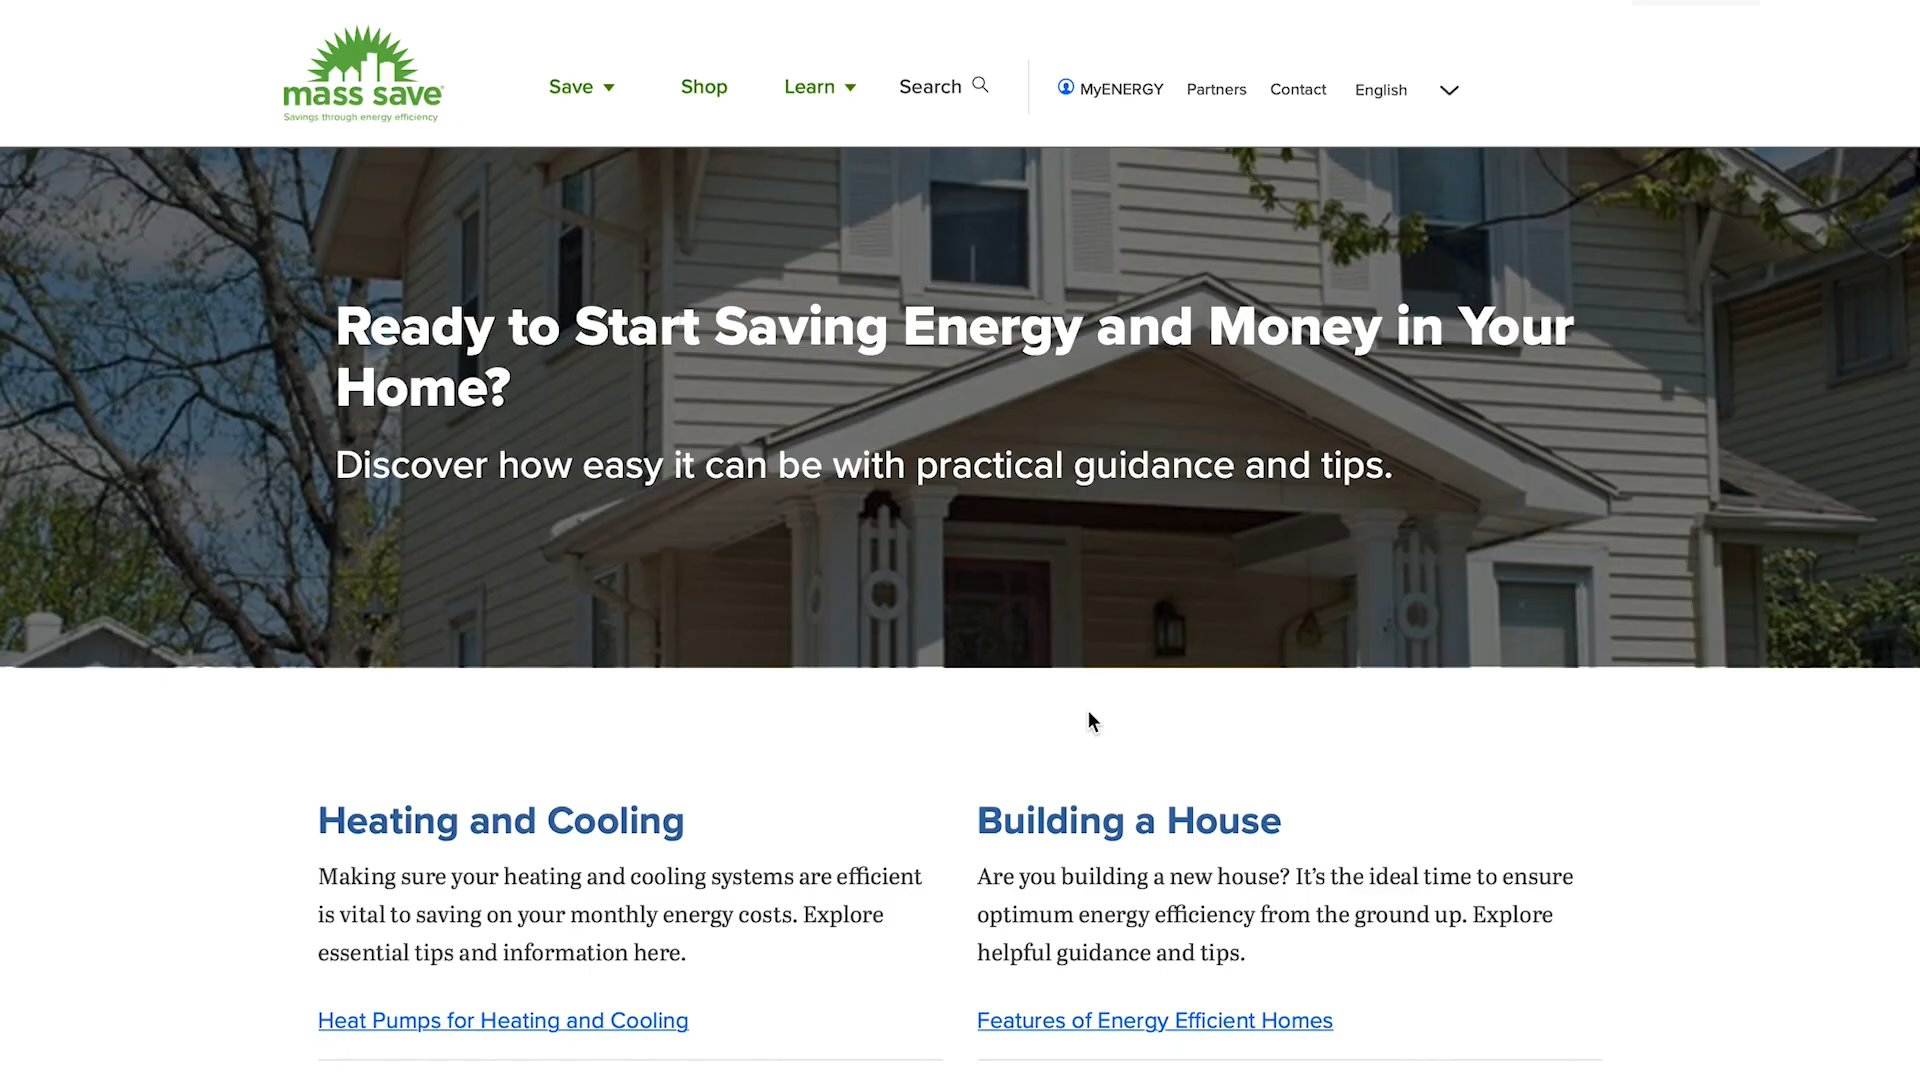 mass save
Savings through energy efficiency
Save
Shop
Learn
Search
MyENERGY
Partners
Contact
English
Ready to Start Saving Energy and Money in Your
Home?
Discover how easy it can be with practical guidance and tips.
Heating and Cooling
Making sure your heating and cooling systems are efficient
is vital to saving on your monthly energy costs. Explore
essential tips and information here.
Heat Pumps for Heating and Cooling
Building a House
Are you building a new house? It’s the ideal time to ensure
optimum energy efficiency from the ground up. Explore
helpful guidance and tips.
Features of Energy Efficient Homes